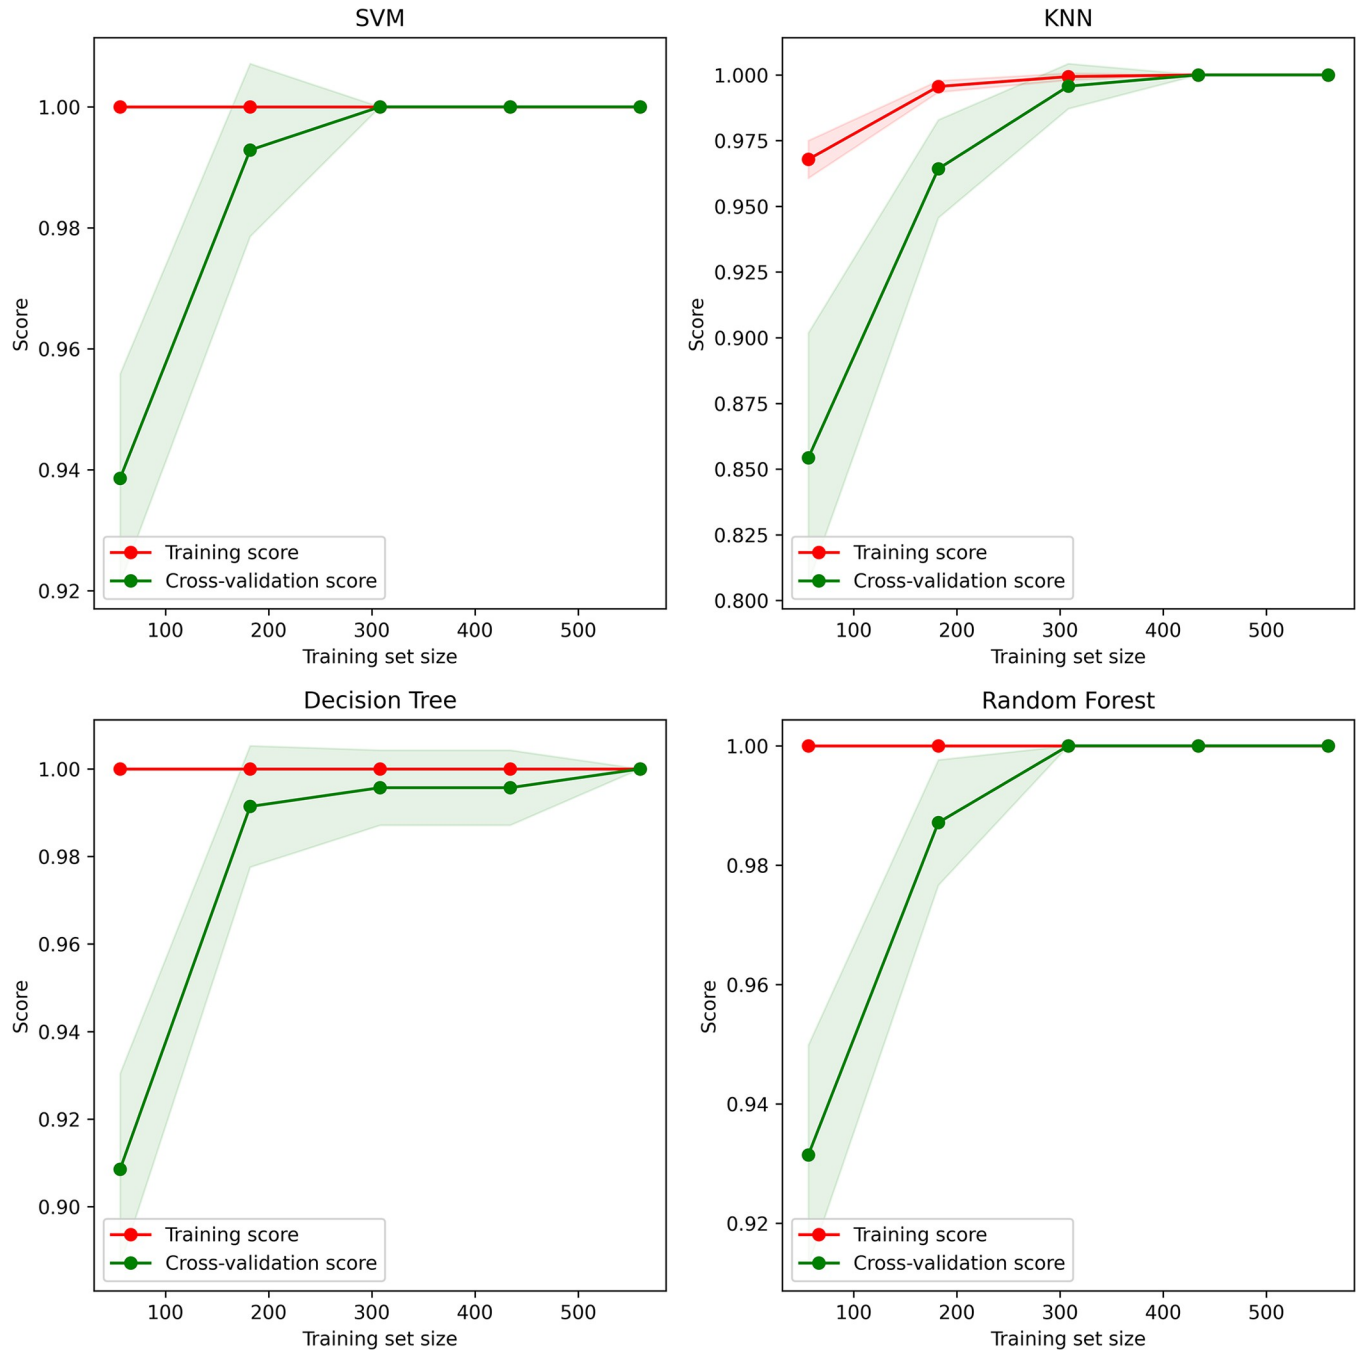 SVM
1.00
0.98
0.96
0.94
0.92
Score
Training score
Cross-validation score
100 200 300 400 500
Training set size
KNN
1.000
0.975
0.950
0.925
0.900
0.875
0.850
0.825
0.800
Score
Training score
Cross-validation score
100 200 300 400 500
Training set size
Decision Tree
1.00
0.98
0.96
0.94
0.92
0.90
Score
Training score
Cross-validation score
100 200 300 400 500
Training set size
Random Forest
1.00
0.98
0.96
0.94
0.92
Score
Training score
Cross-validation score
100 200 300 400 500
Training set size